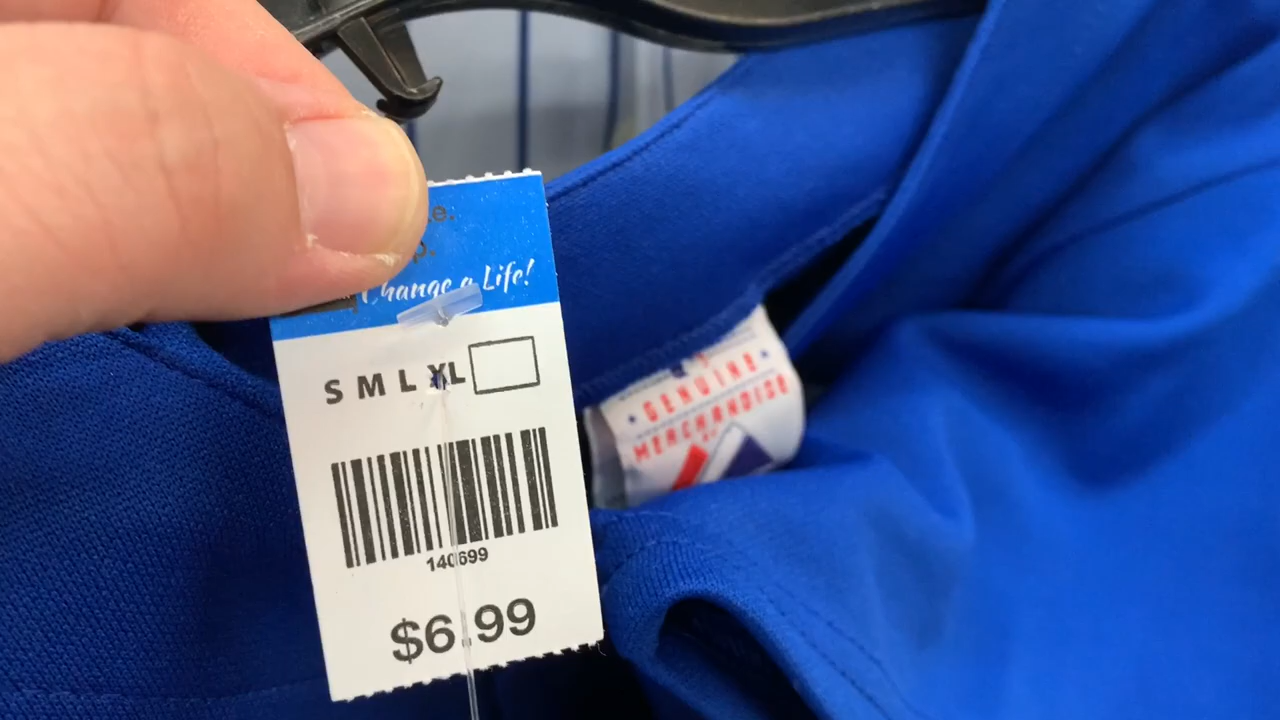 e.
p.
Change a Life!
S M L XL
140699
$6.99
GENUINE
MERCHANDISE